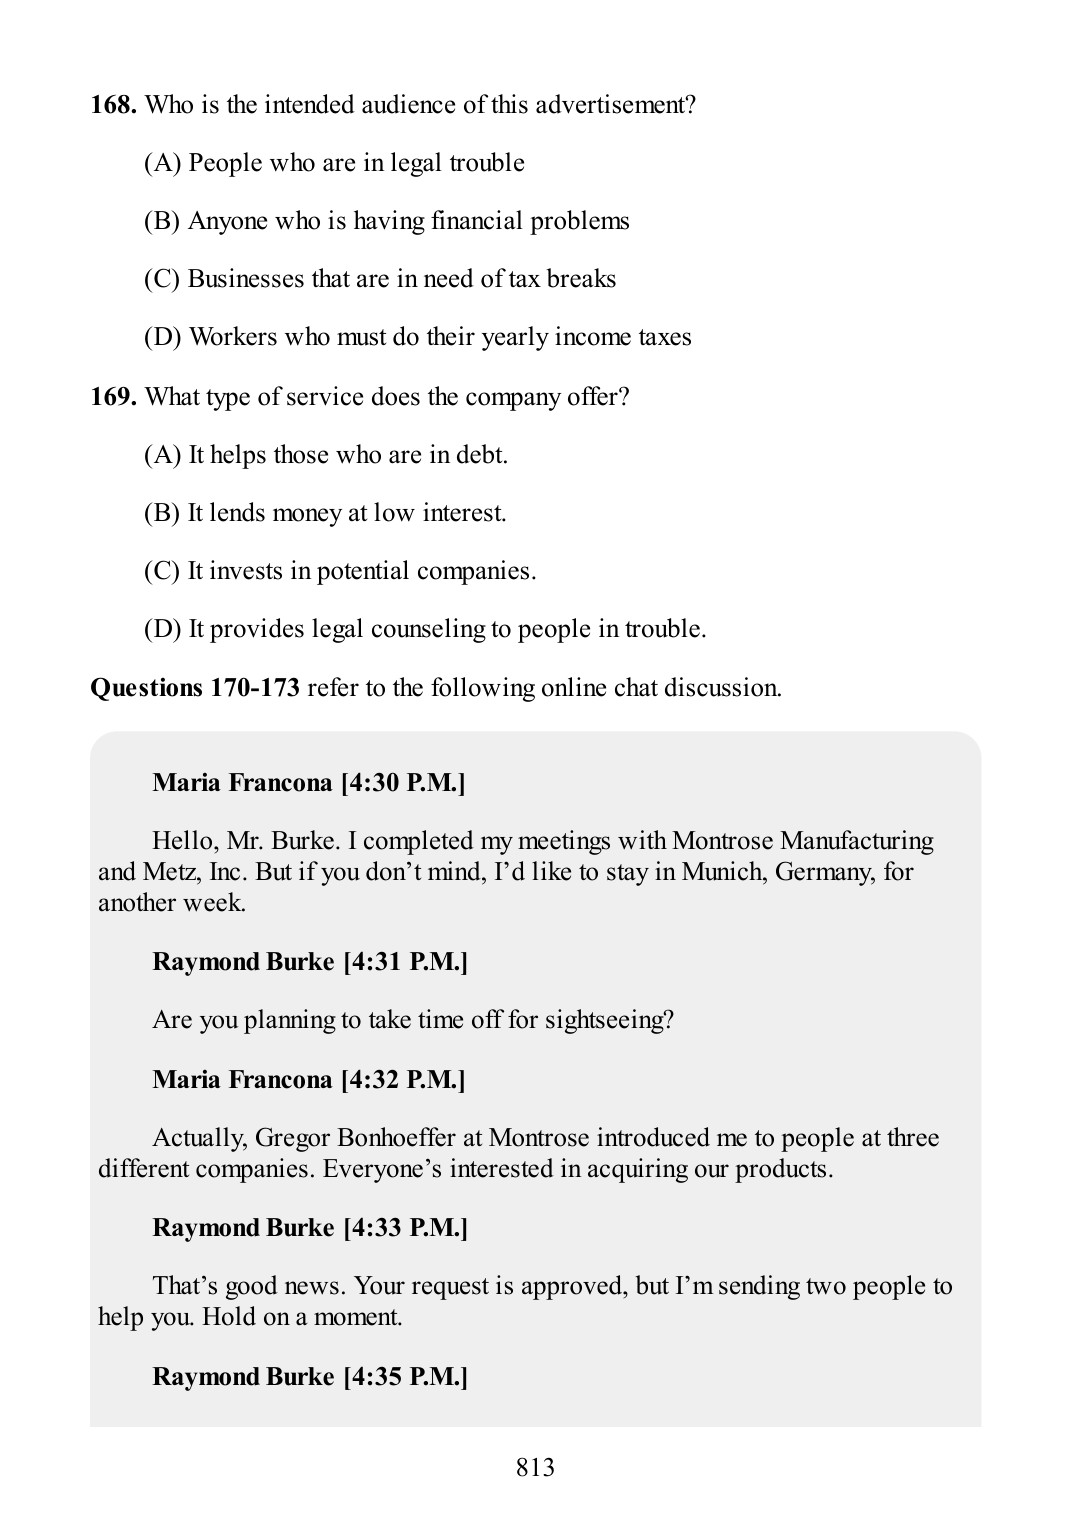 168. Who is the intended audience of this advertisement?
(A) People who are in legal trouble
(B) Anyone who is having financial problems
(C) Businesses that are in need of tax breaks
(D) Workers who must do their yearly income taxes
169. What type of service does the company offer?
(A) It helps those who are in debt.
(B) It lends money at low interest.
(C) It invests in potential companies.
(D) It provides legal counseling to people in trouble.
Questions 170-173 refer to the following online chat discussion.
Maria Francona [4:30 P.M.]
Hello, Mr. Burke. I completed my meetings with Montrose Manufacturing
and Metz, Inc. But if you don’t mind, I’d like to stay in Munich, Germany, for
another week.
Raymond Burke [4:31 P.M.]
Are you planning to take time off for sightseeing?
Maria Francona [4:32 P.M.]
Actually, Gregor Bonhoeffer at Montrose introduced me to people at three
different companies. Everyone’s interested in acquiring our products.
Raymond Burke [4:33 P.M.]
That’s good news. Your request is approved, but I’m sending two people to
help you. Hold on a moment.
Raymond Burke [4:35 P.M.]
813